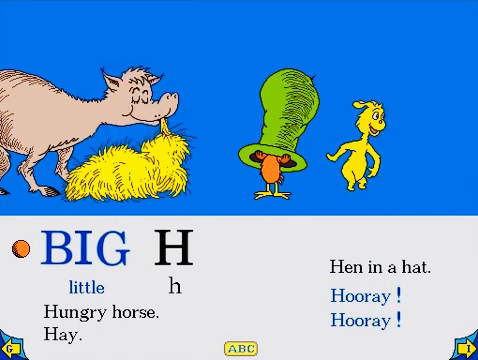 BIG H
little h
Hungry horse.
Hay.
Hen in a hat.
Hooray!
Hooray!
G
ABC
I